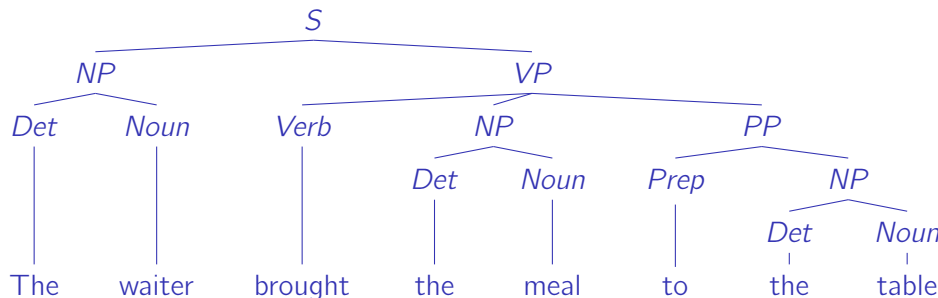 S
NP VP
Det Noun Verb NP PP
Det Noun Prep NP
Det Noun
The waiter brought the meal to the table